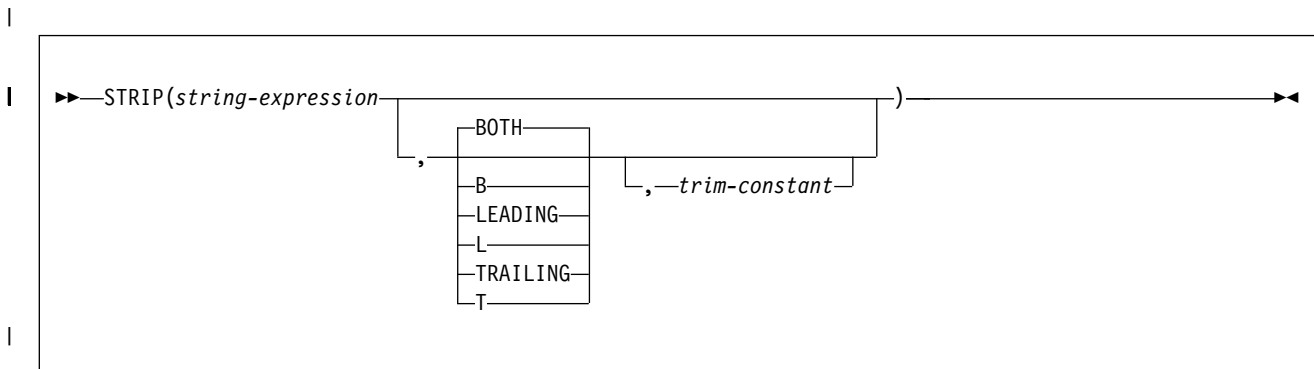 STRIP(string-expression )
BOTH
,
B , trim-constant
LEADING
L
TRAILING
T